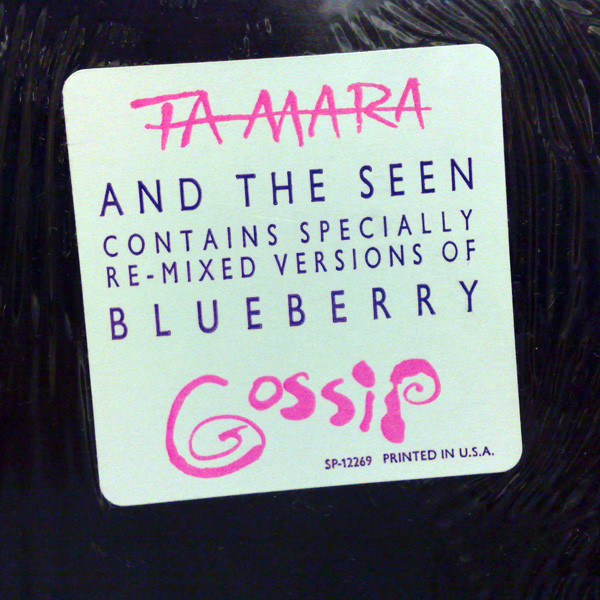 TA MARA
AND THE SEEN
CONTAINS SPECIALLY
RE-MIXED VERSIONS OF
BLUEBERRY
Gossip
SP-12269 PRINTED IN U.S.A.